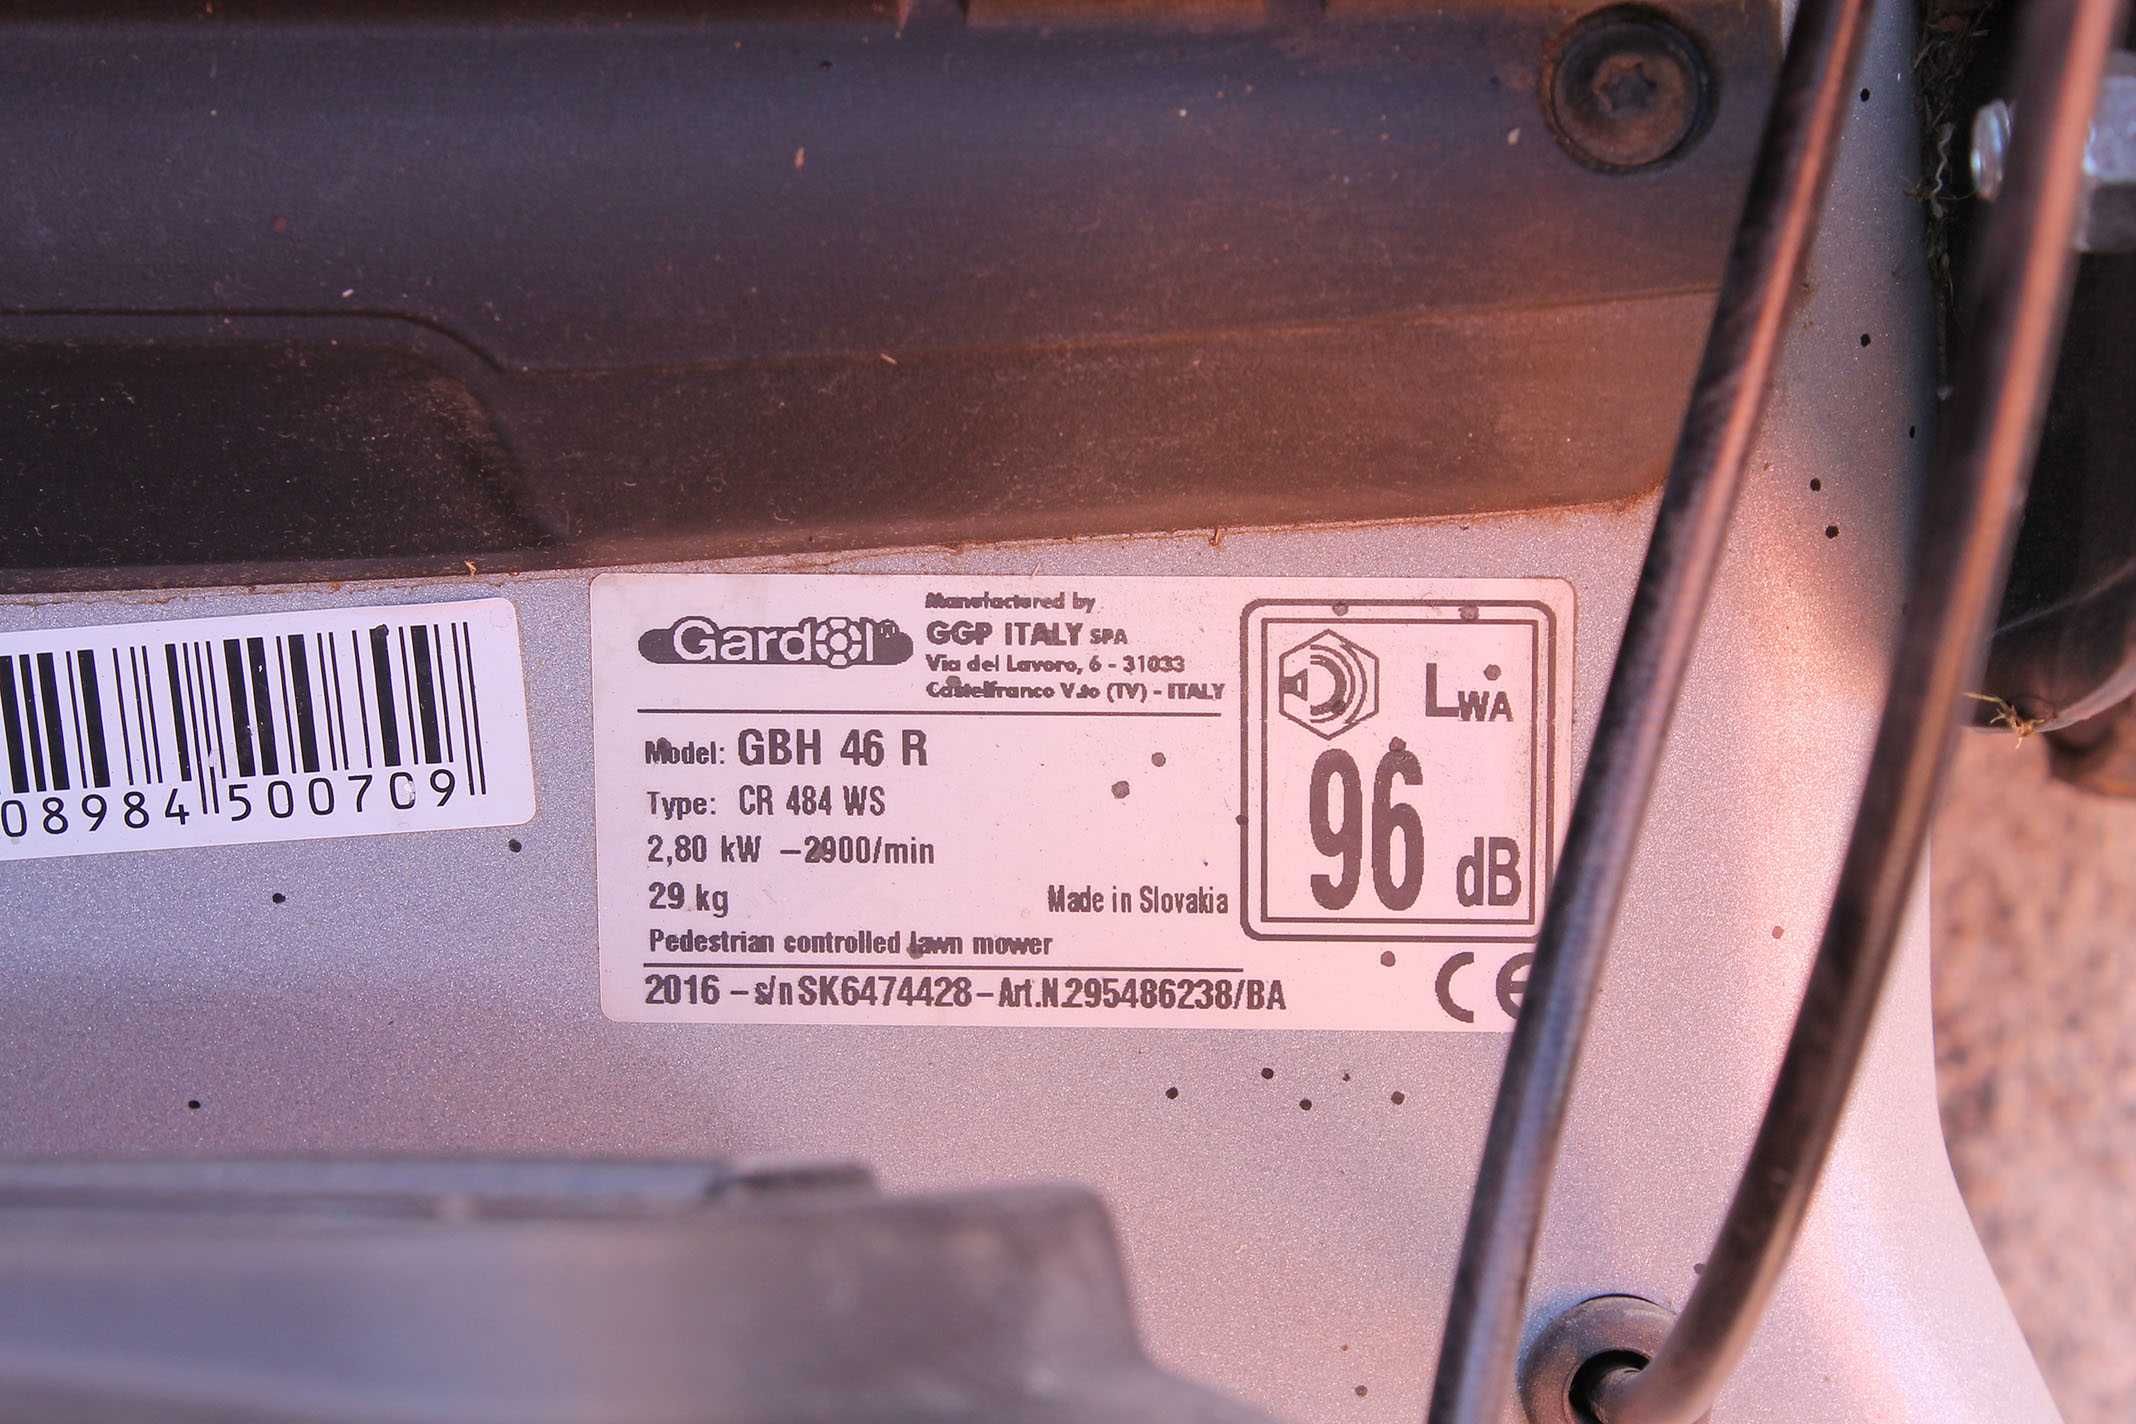 08984 500709
Gardol®
Manufactured by
GGP ITALY SPA
Via del Lavoro, 6 - 31033
Castelfranco V.to (TV) - ITALY
Model: GBH 46 R
Type: CR 484 WS
2,80 kW –2900/min
29 kg
Made in Slovakia
Pedestrian controlled lawn mower
2016 – s/n SK6474428 – Art.N.295486238/BA
LWA
96 dB
CE